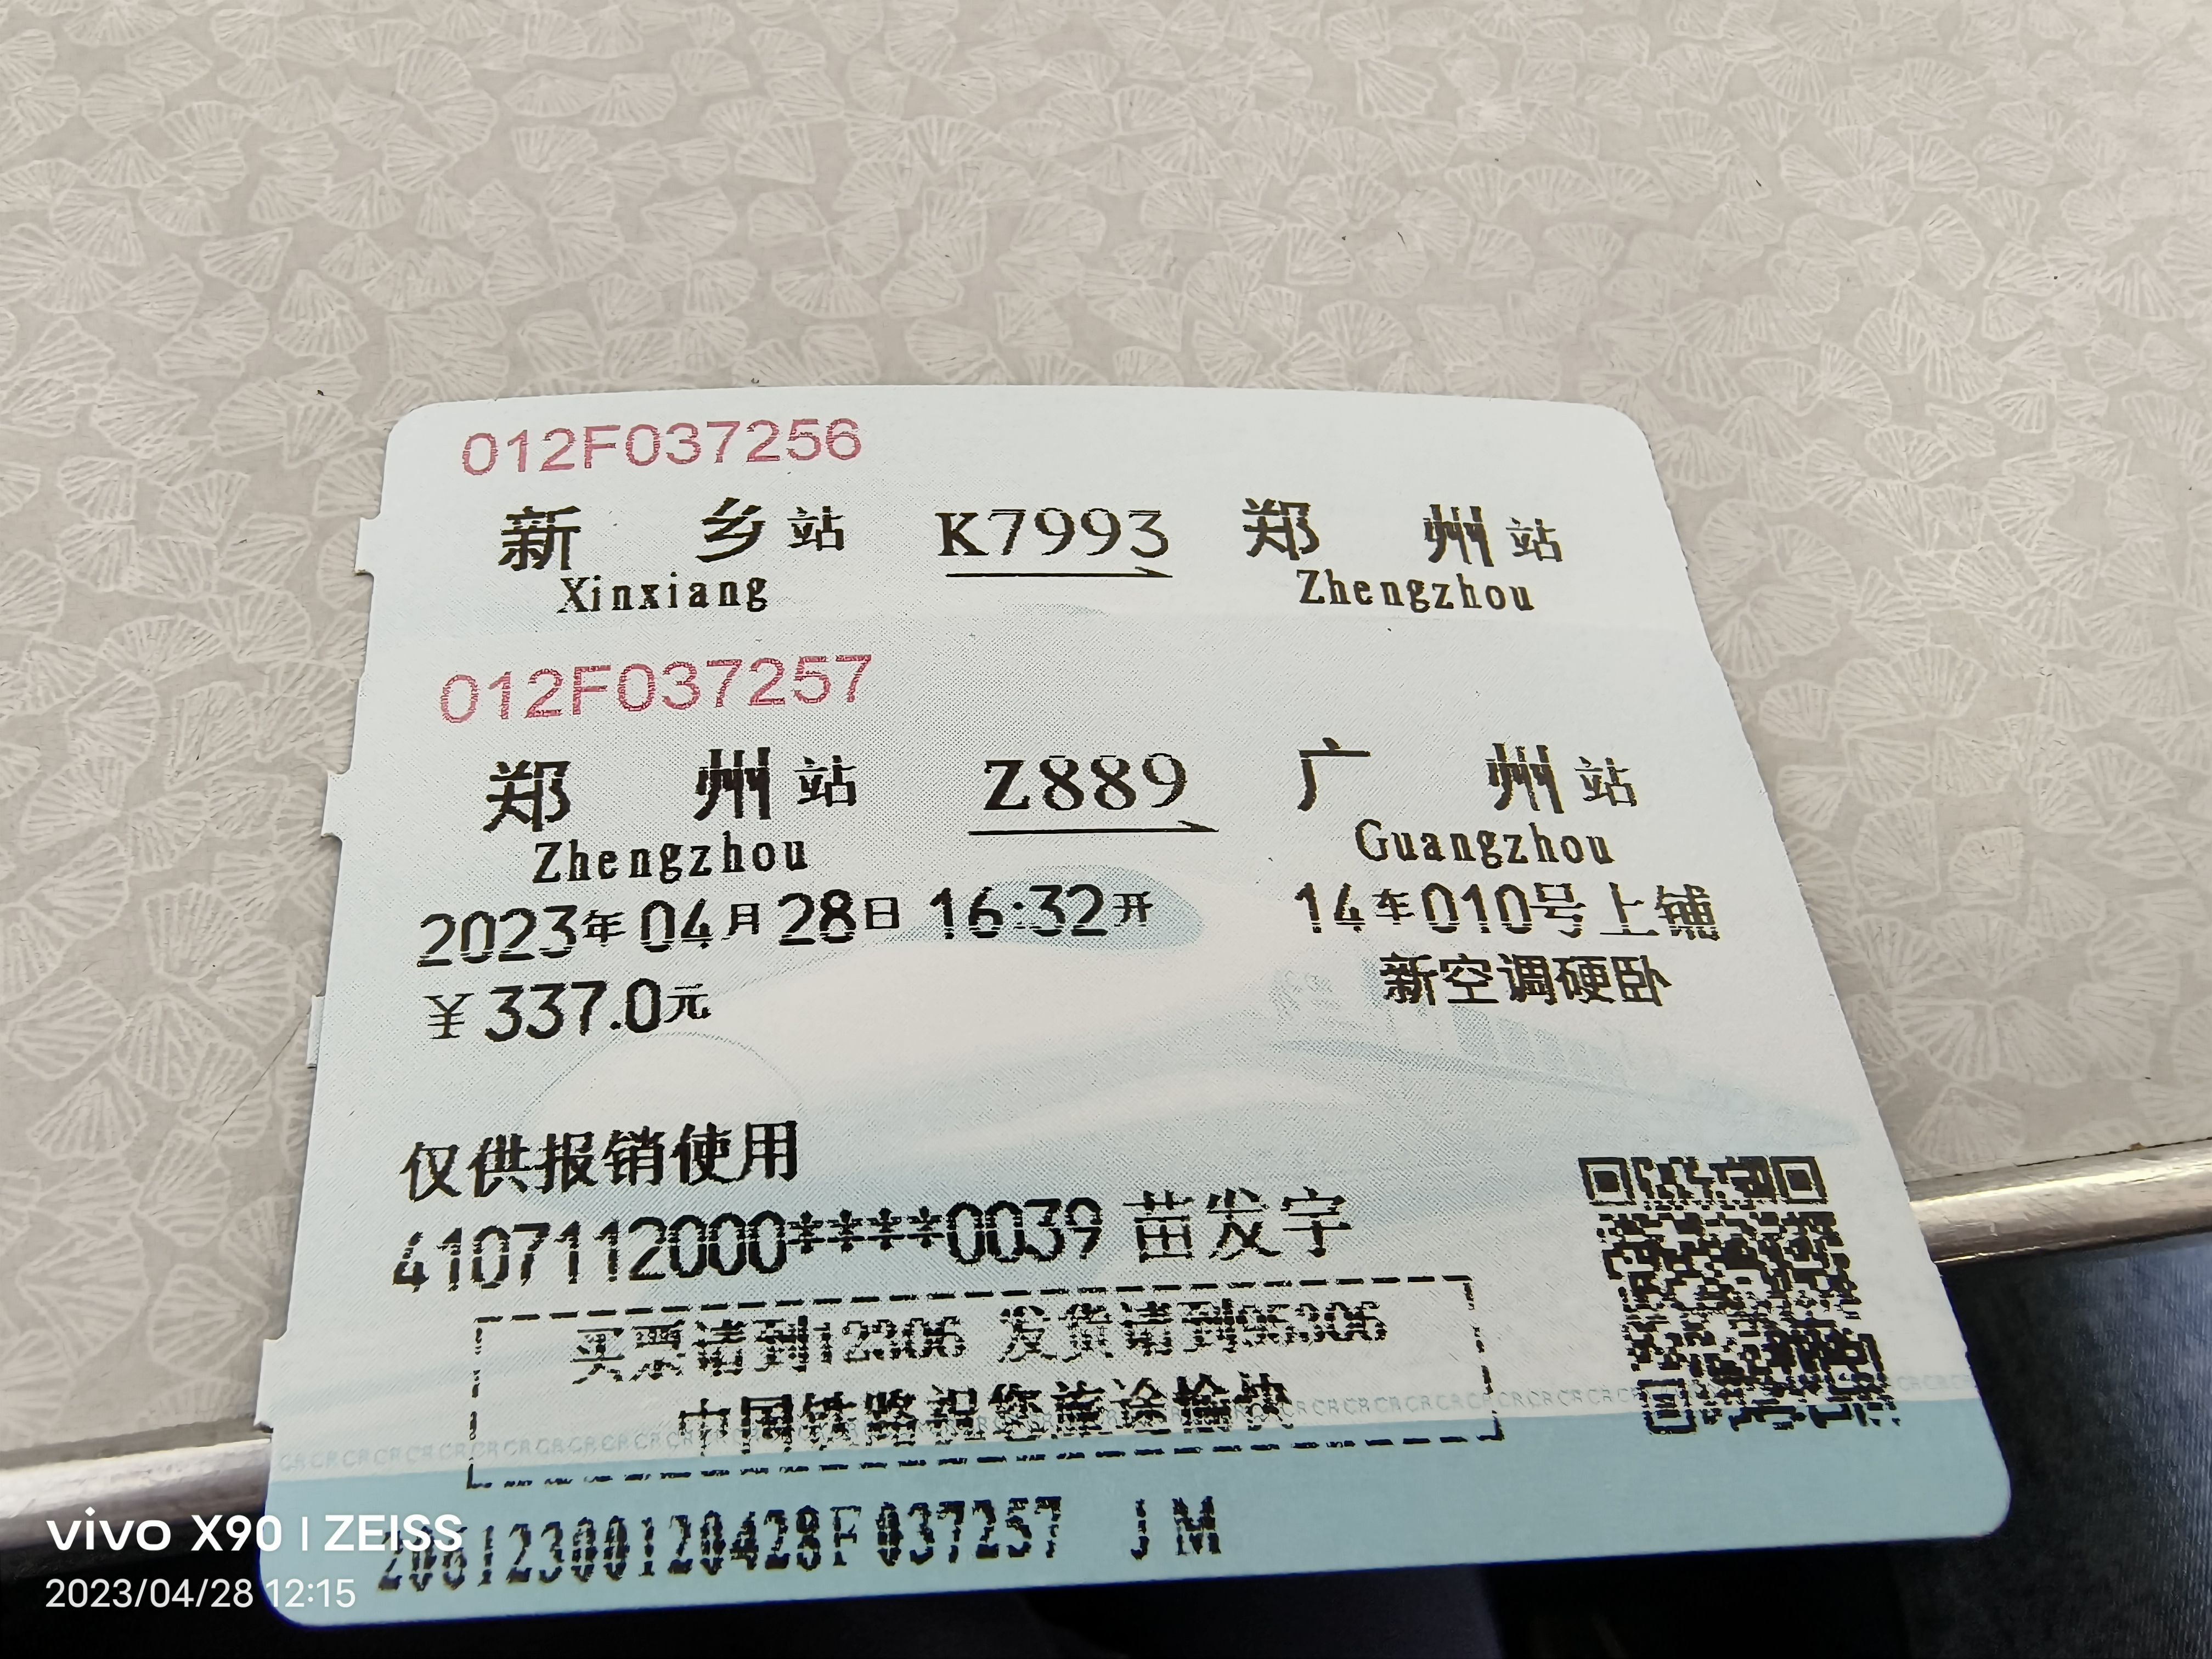 012F037256
新 乡站 K7993 郑 州站
Xinxiang Zhengzhou
012F037257
郑 州站 Z889 广 州站
Zhengzhou Guangzhou
2023年04月28日 16:32开 14车010号上铺
¥337.0元 新空调硬卧
仅供报销使用
4107112000****0039 苗发宇
买票请到12306 发货请到95306
中国铁路祝您旅途愉快
CRCRCRCRCRCRCRCRCRCRCR
vivo X90 | ZEISS
20612300120428F037257 JM
2023/04/28 12:15